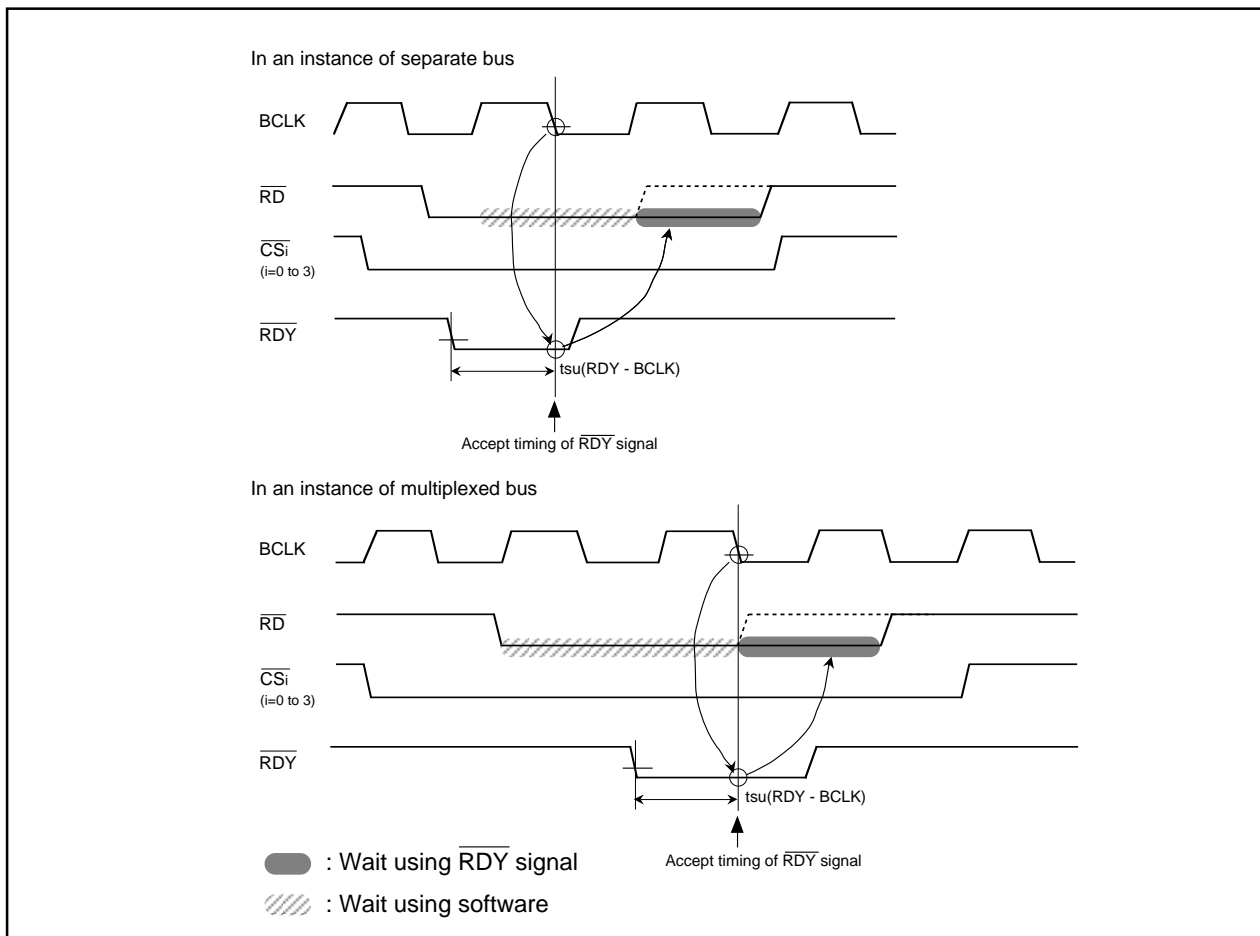 In an instance of separate bus
BCLK
RD
CSi
(i=0 to 3)
RDY
tsu(RDY - BCLK)
Accept timing of RDY signal
In an instance of multiplexed bus
BCLK
RD
CSi
(i=0 to 3)
RDY
tsu(RDY - BCLK)
Accept timing of RDY signal
: Wait using RDY signal
: Wait using software